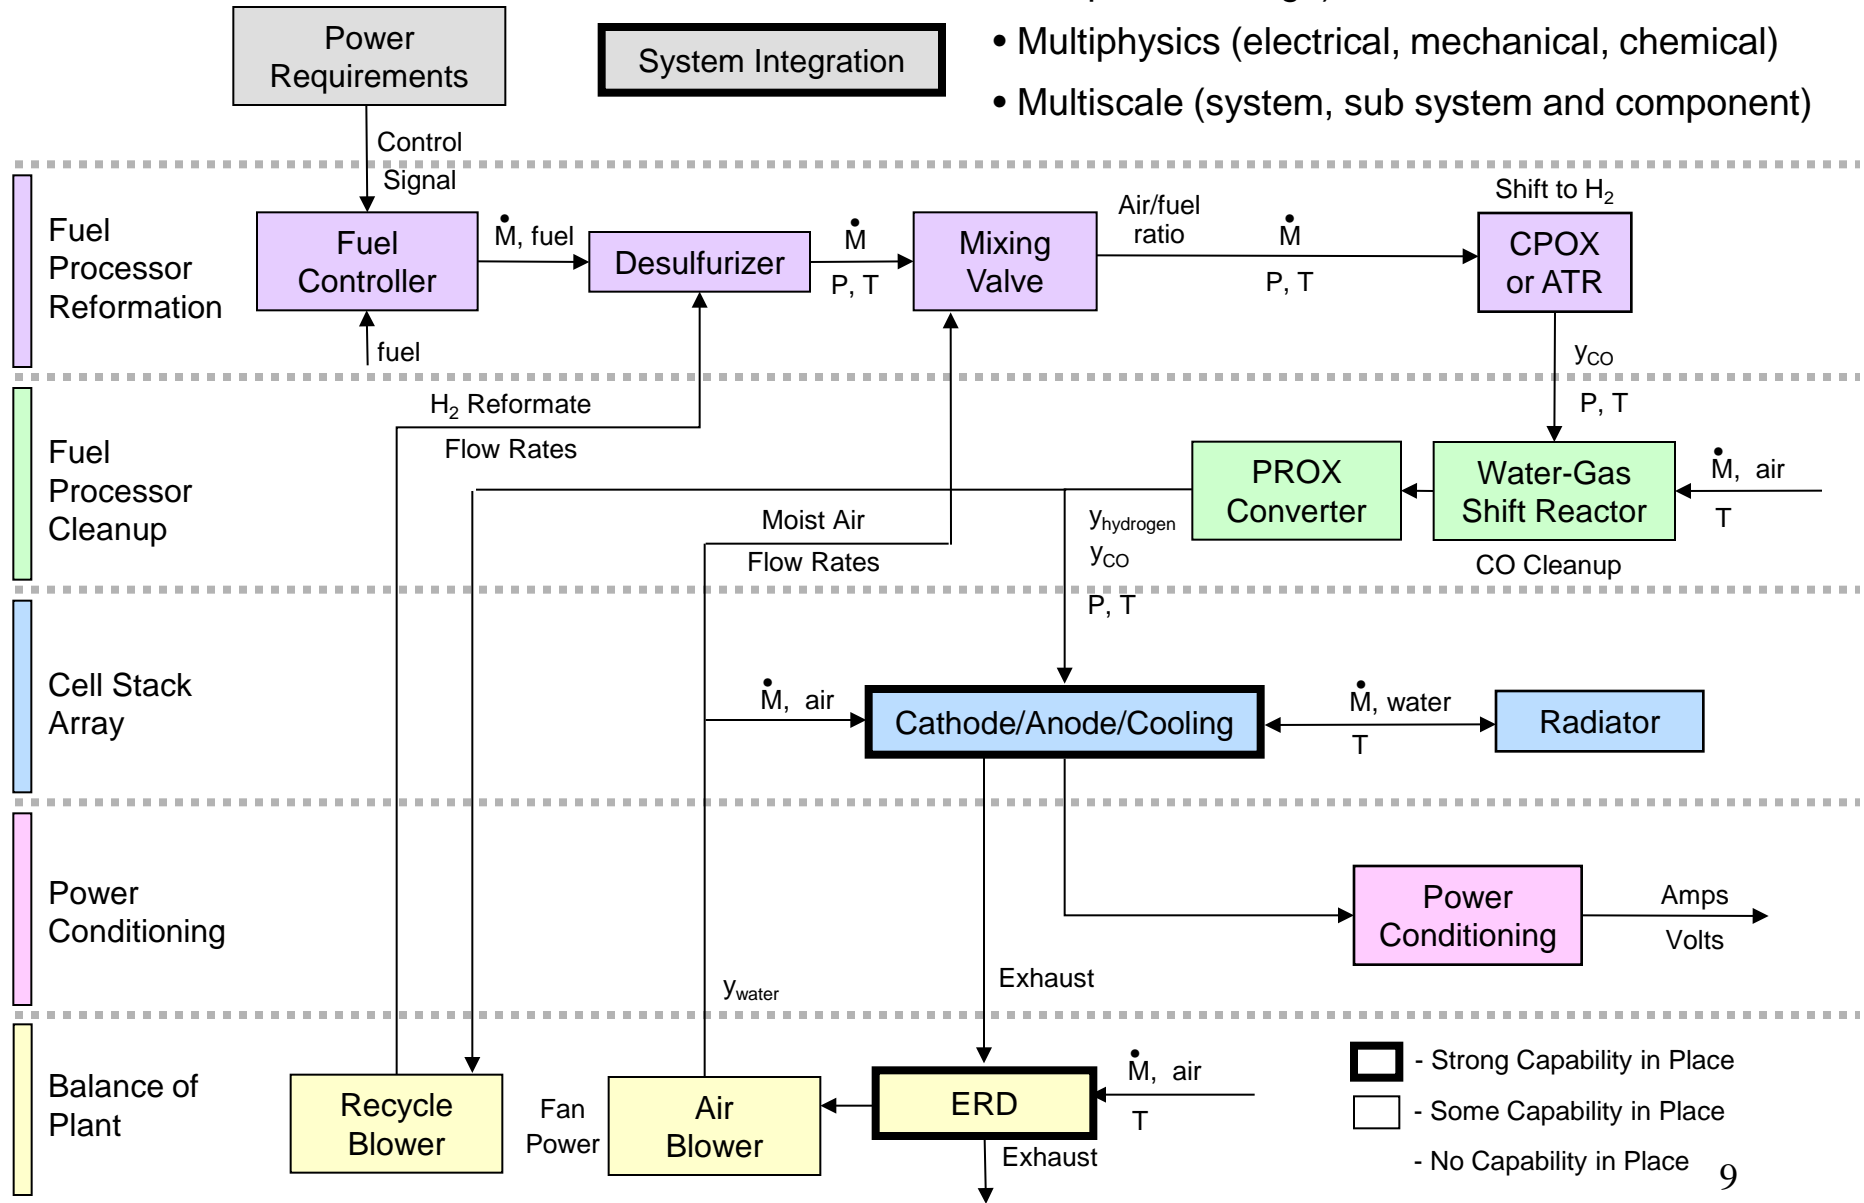 • Multiphysics (electrical, mechanical, chemical)
• Multiscale (system, sub system and component)
Power
Requirements
System Integration
Control
Signal
Fuel
Processor
Reformation
Fuel
Controller
fuel
Ṁ, fuel
Desulfurizer
Ṁ
P, T
Mixing
Valve
Air/fuel
ratio
Ṁ
P, T
Shift to H₂
CPOX
or ATR
y_CO
P, T
Fuel
Processor
Cleanup
H₂ Reformate
Flow Rates
Moist Air
Flow Rates
y_hydrogen
y_CO
P, T
PROX
Converter
Water-Gas
Shift Reactor
CO Cleanup
Ṁ, air
T
Cell Stack
Array
Ṁ, air
Cathode/Anode/Cooling
Ṁ, water
T
Radiator
Power
Conditioning
Power
Conditioning
Amps
Volts
y_water
Exhaust
Balance of
Plant
Recycle
Blower
Fan
Power
Air
Blower
ERD
Ṁ, air
T
Exhaust
- Strong Capability in Place
- Some Capability in Place
- No Capability in Place
9